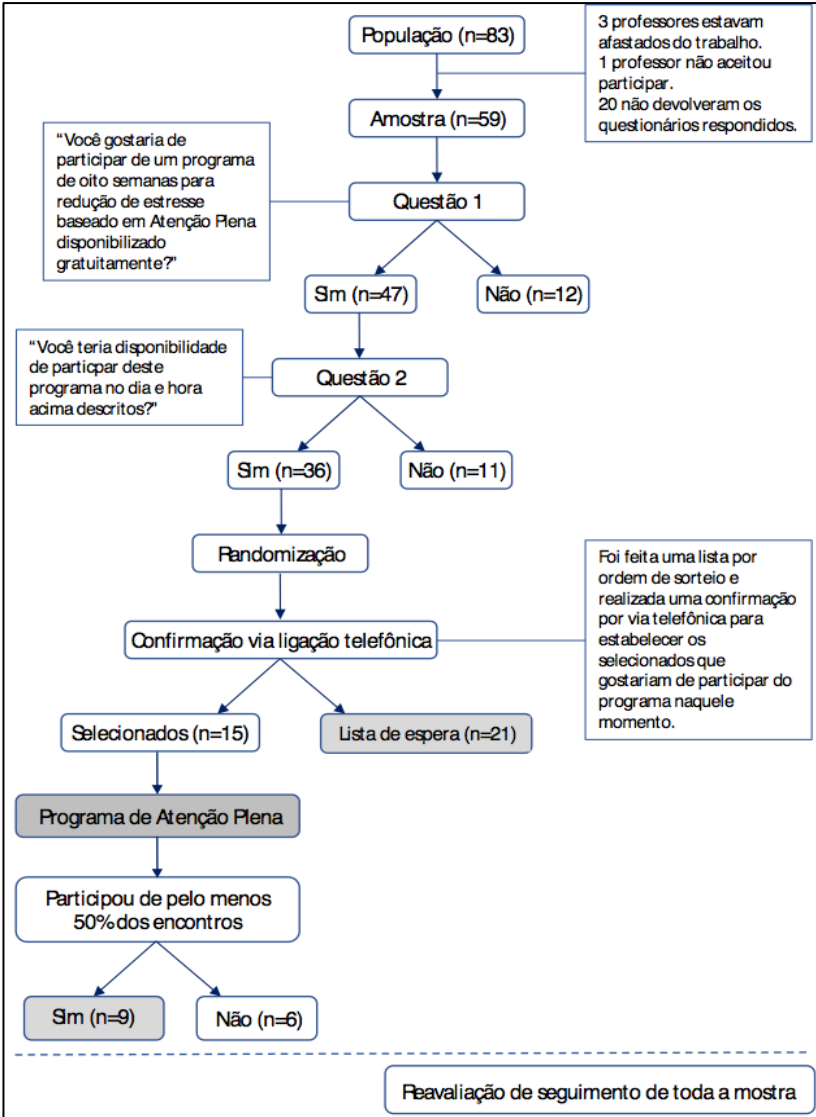 População (n=83)
3 professores estavam
afastados do trabalho.
1 professor não aceitou
participar.
20 não devolveram os
questionários respondidos.
Amostra (n=59)
“Você gostaria de
participar de um programa
de oito semanas para
redução de estresse
baseado em Atenção Plena
disponibilizado
gratuitamente?”
Questão 1
Sim (n=47)
Não (n=12)
“Você teria disponibilidade
de particpar deste
programa no dia e hora
acima descritos?”
Questão 2
Sim (n=36)
Não (n=11)
Randomização
Foi feita uma lista por
ordem de sorteio e
realizada uma confirmação
por via telefônica para
estabelecer os
selecionados que
gostariam de participar do
programa naquele
momento.
Confirmação via ligação telefônica
Selecionados (n=15)
Lista de espera (n=21)
Programa de Atenção Plena
Participou de pelo menos
50% dos encontros
Sim (n=9)
Não (n=6)
Reavaliação de seguimento de toda a mostra